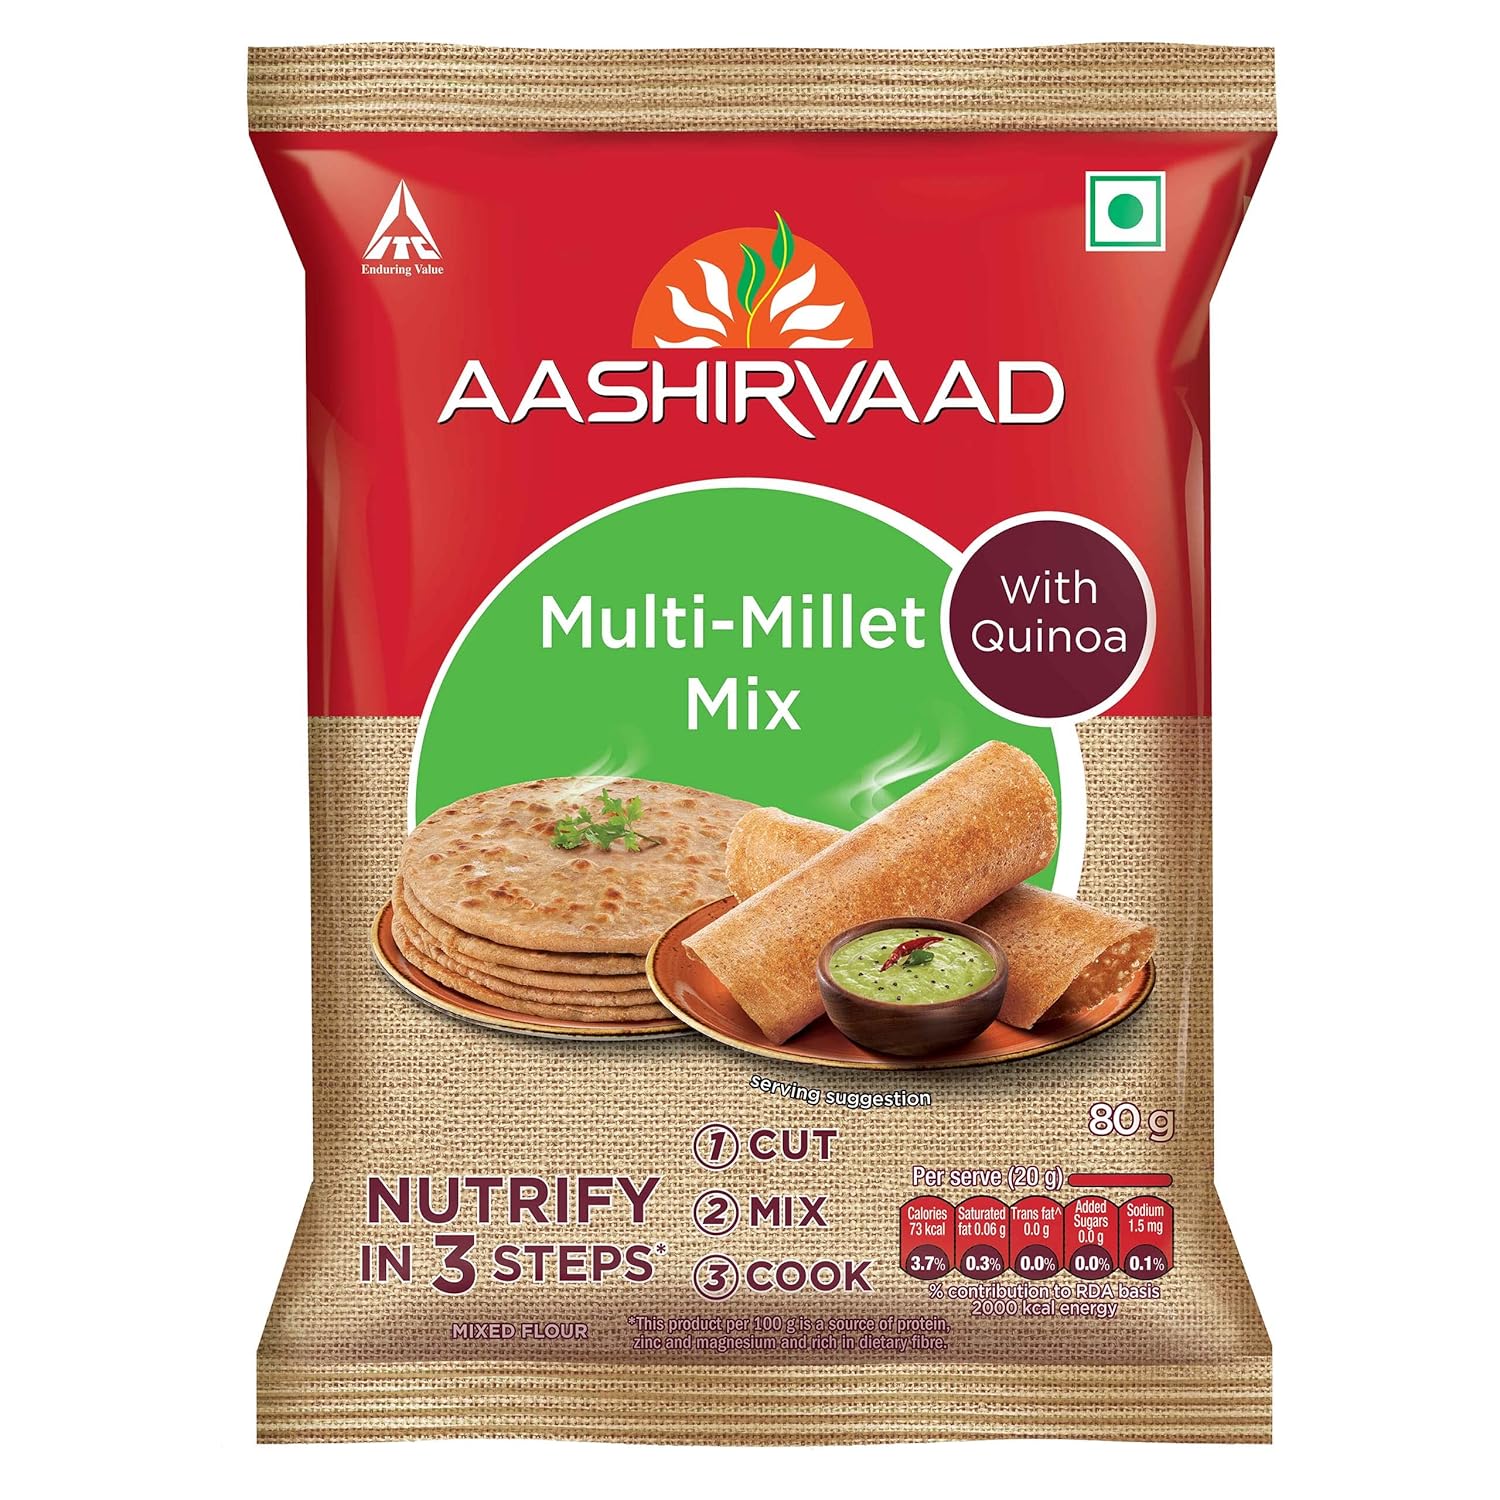 ITC
Enduring Value
AASHIRVAAD
Multi-Millet
Mix
with
Quinoa
serving suggestion
80 g
NUTRIFY
IN 3 STEPS*
1 CUT
2 MIX
3 COOK
Per serve (20 g)
Calories
73 kcal
3.7%
Saturated
fat 0.06 g
0.3%
Trans fat^
0.0 g
0.0%
Added
Sugars
0.0 g
0.0%
Sodium
1.5 mg
0.1%
% contribution to RDA basis
2000 kcal energy
MIXED FLOUR
*This product per 100 g is a source of protein,
zinc and magnesium and rich in dietary fibre.